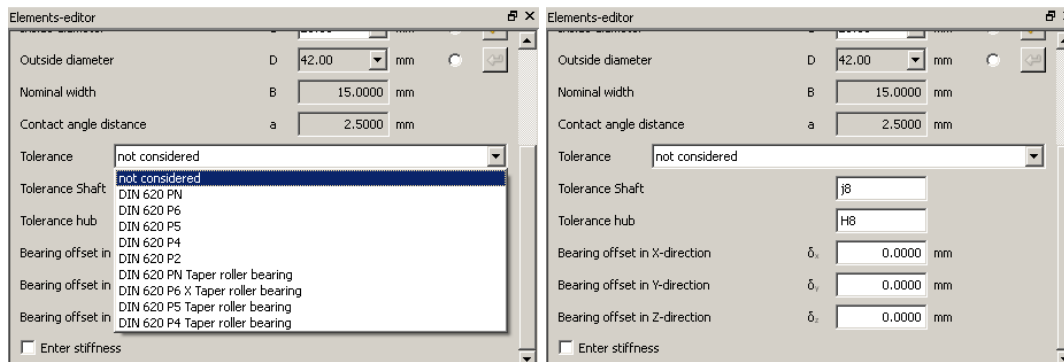 Elements-editor
Outside diameter D 42.00 mm
Nominal width B 15.0000 mm
Contact angle distance a 2.5000 mm
Tolerance not considered
not considered
Tolerance Shaft DIN 620 PN
DIN 620 P6
Tolerance hub DIN 620 P5
DIN 620 P4
Bearing offset in DIN 620 P2
DIN 620 PN Taper roller bearing
Bearing offset in DIN 620 P6 X Taper roller bearing
DIN 620 P5 Taper roller bearing
Bearing offset in DIN 620 P4 Taper roller bearing
Enter stiffness
Elements-editor
Outside diameter D 42.00 mm
Nominal width B 15.0000 mm
Contact angle distance a 2.5000 mm
Tolerance not considered
Tolerance Shaft j8
Tolerance hub H8
Bearing offset in X-direction δx 0.0000 mm
Bearing offset in Y-direction δy 0.0000 mm
Bearing offset in Z-direction δz 0.0000 mm
Enter stiffness